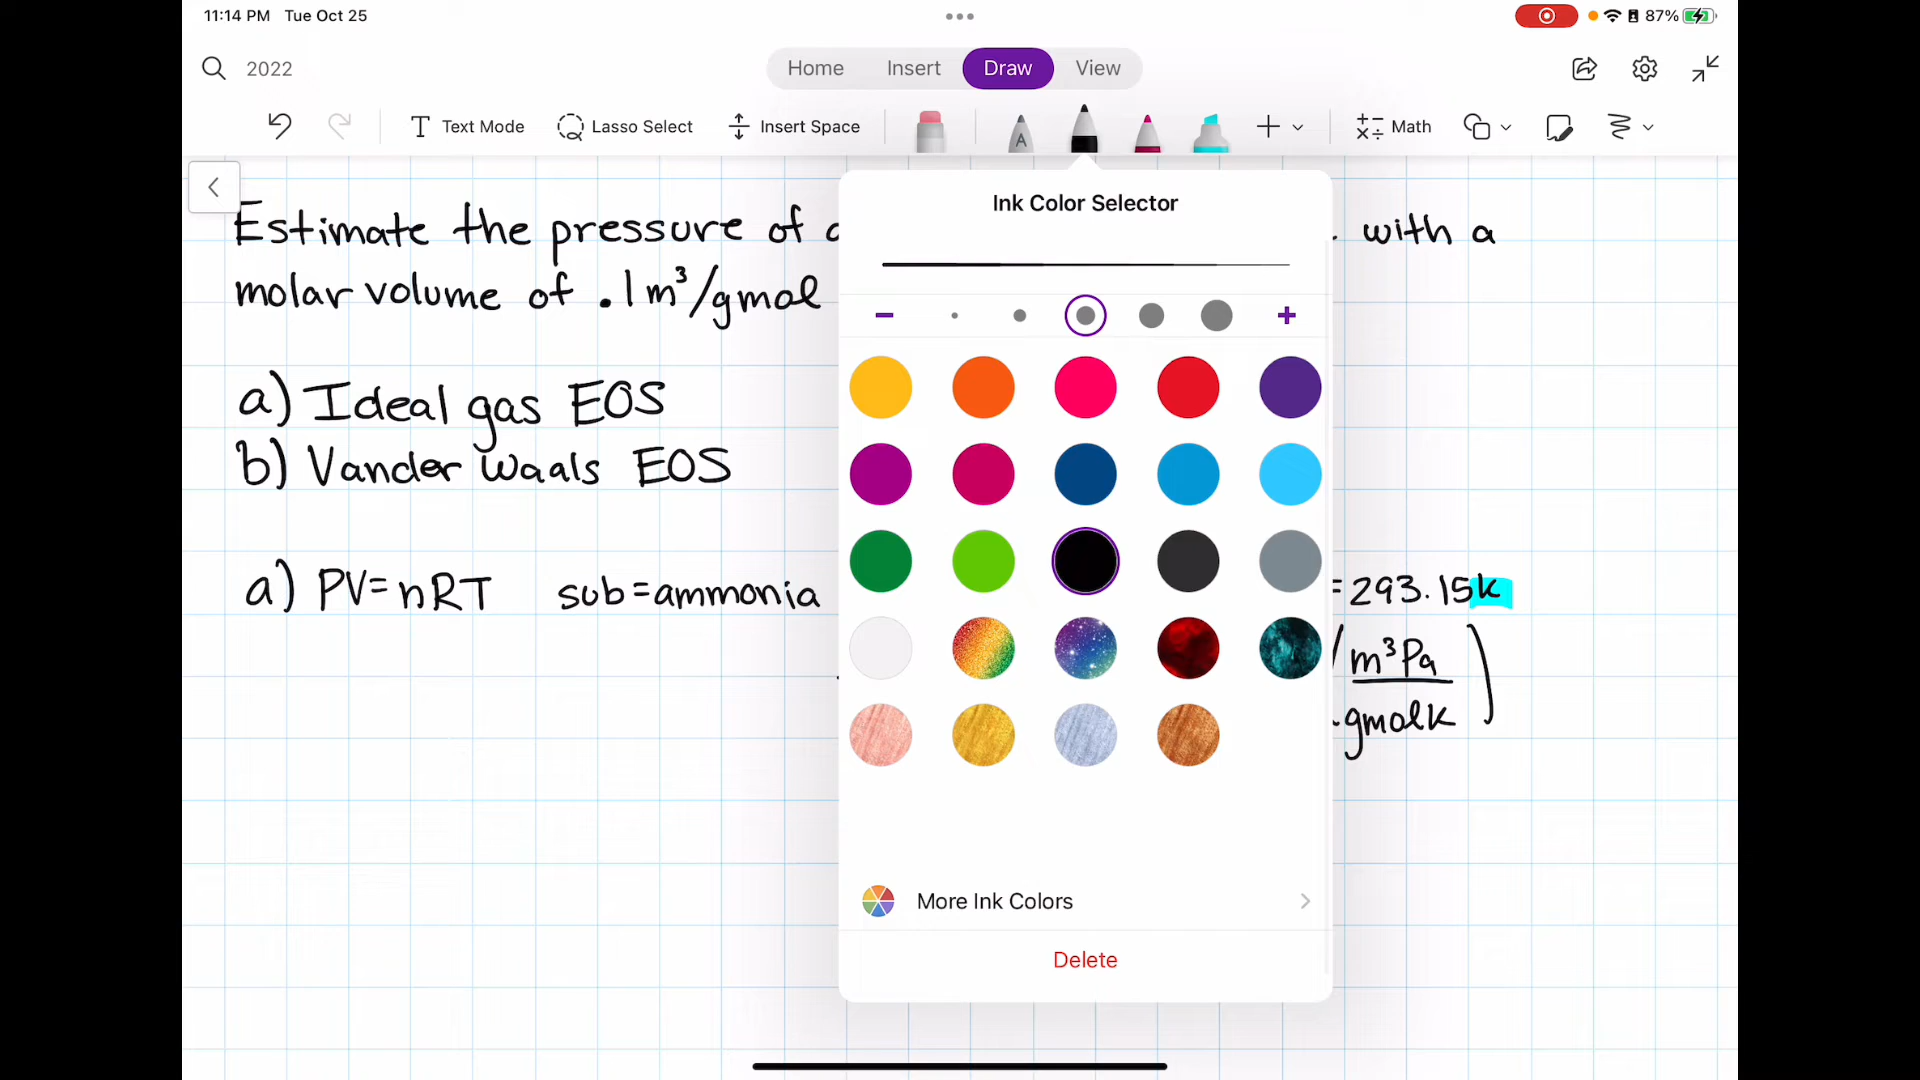 11:14 PM Tue Oct 25
87%
2022
Home Insert Draw View
Text Mode Lasso Select Insert Space A Math
Ink Color Selector
Estimate the pressure of with a
molar volume of .1 m³/gmol
a) Ideal gas EOS
b) Vander Waals EOS
a) PV=nRT sub=ammonia =293.15k
m³Pa
gmolk
More Ink Colors
Delete